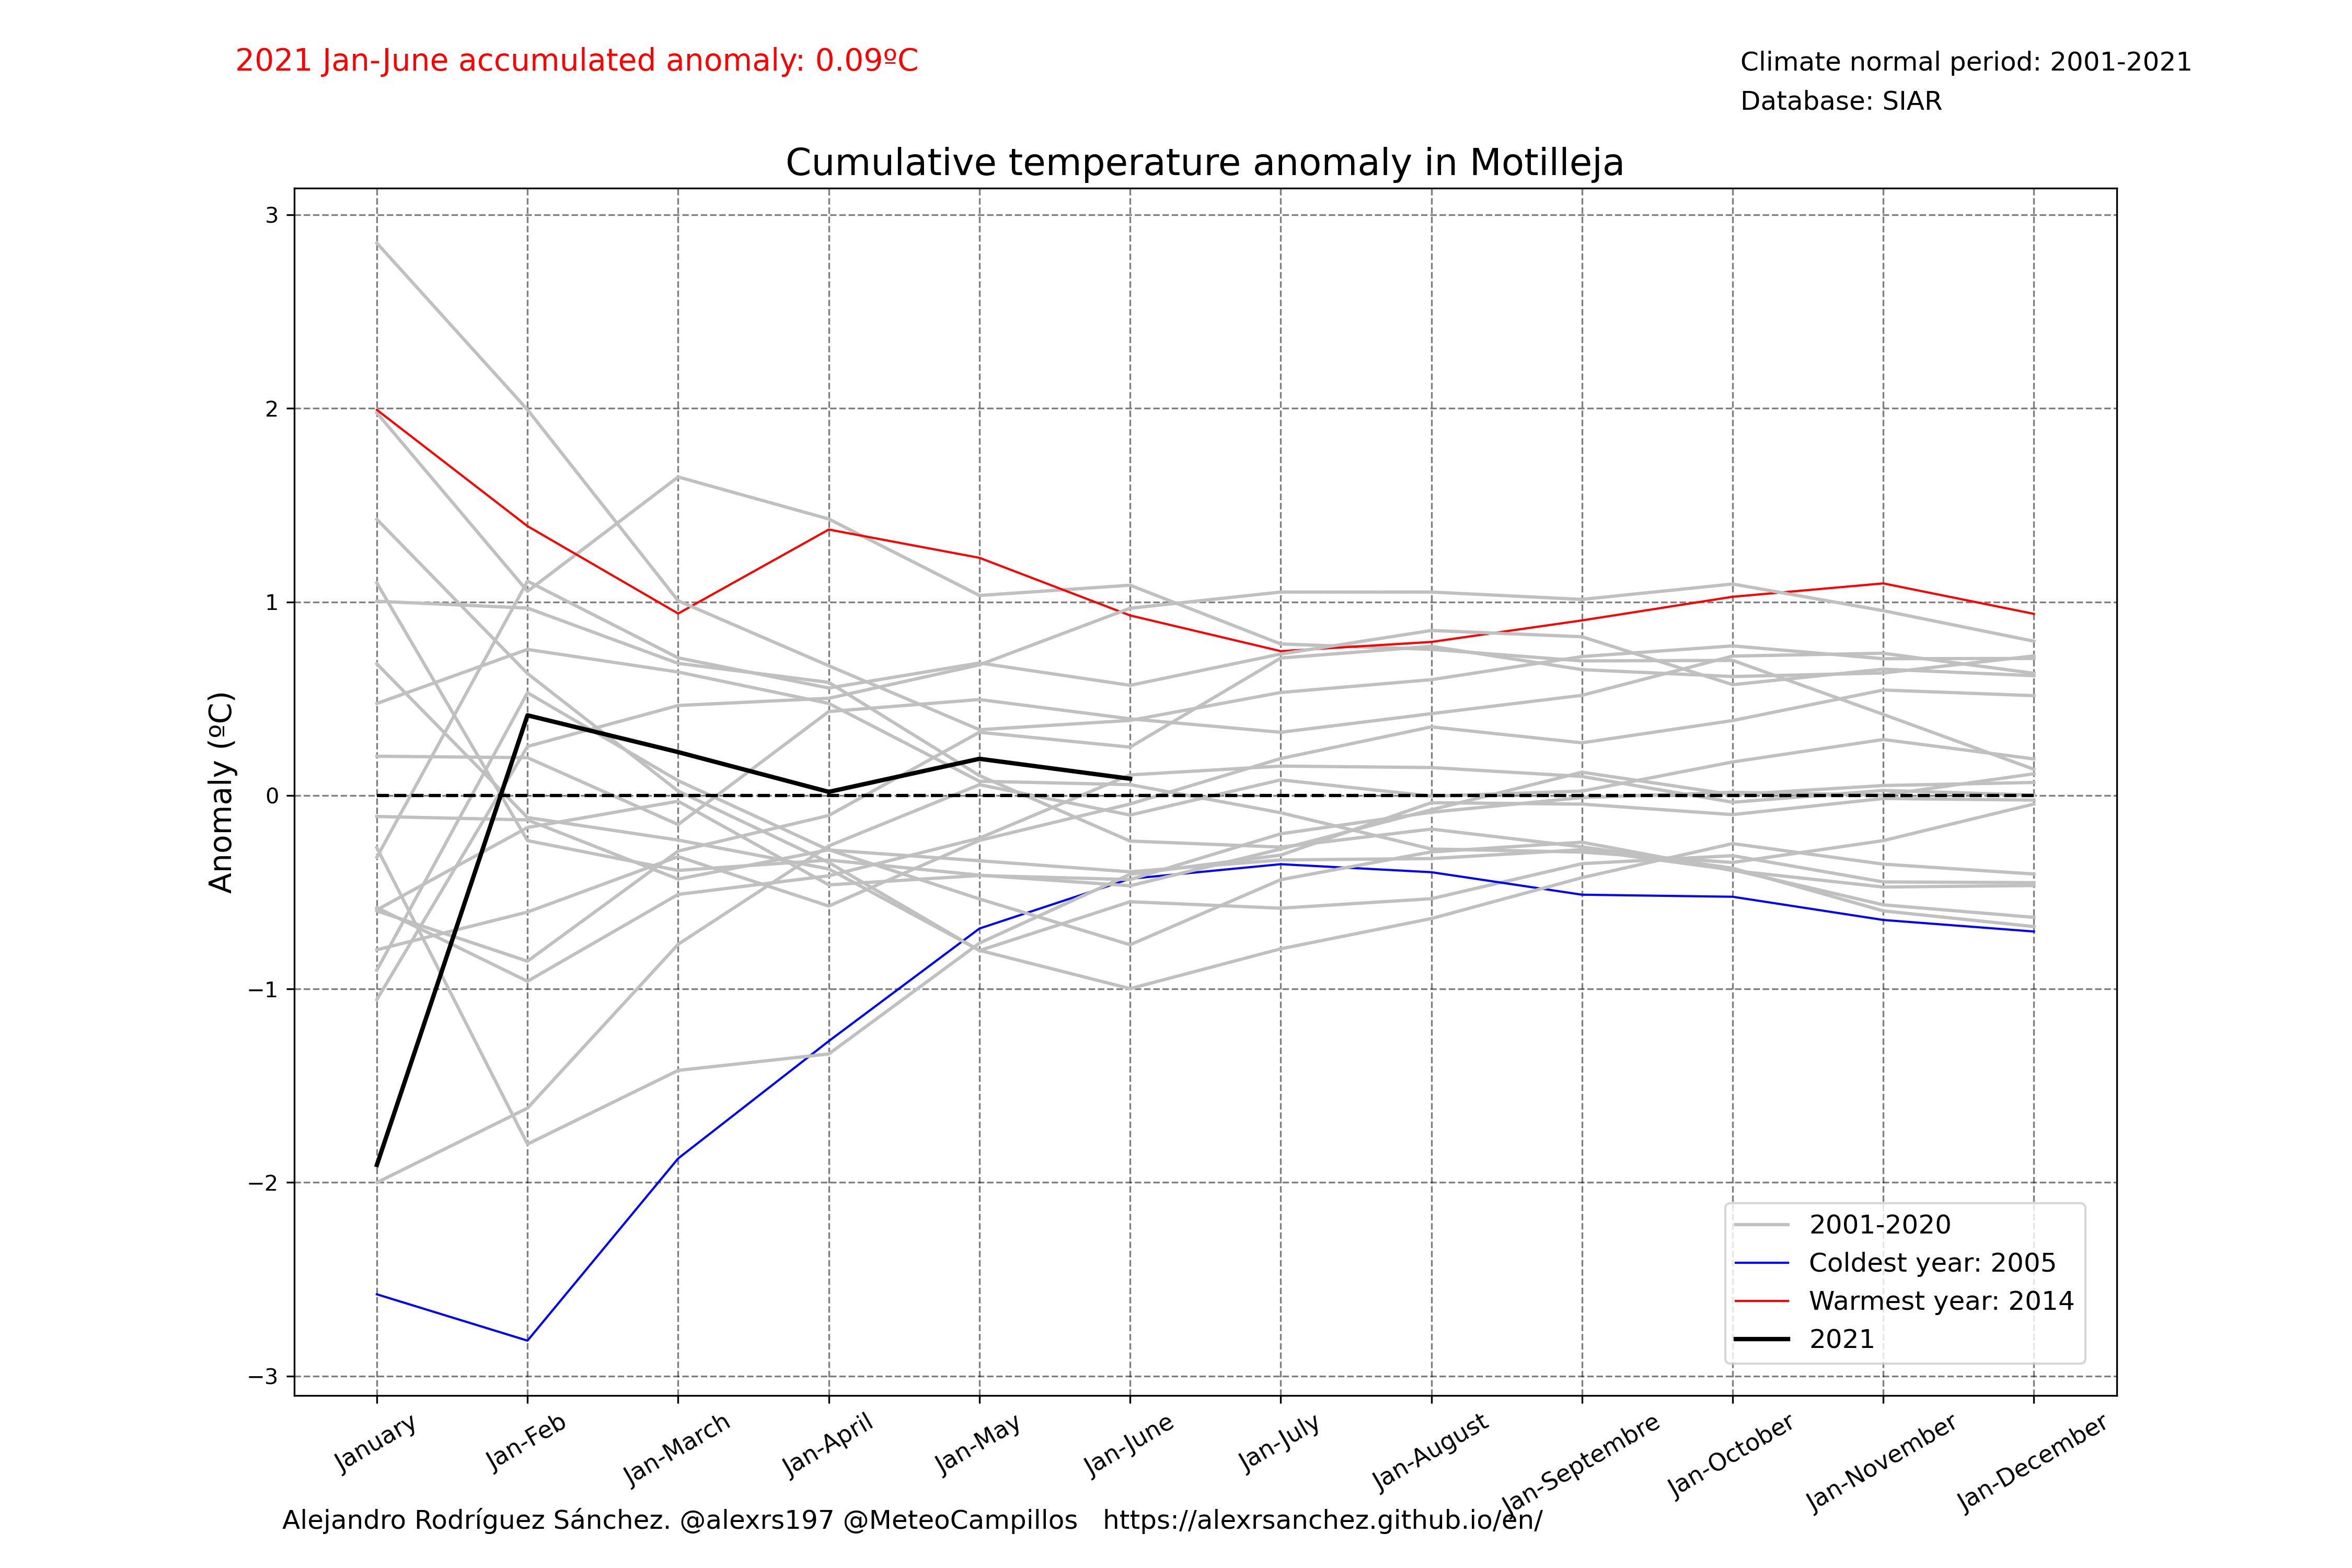 2021 Jan-June accumulated anomaly: 0.09ºC
Climate normal period: 2001-2021
Database: SIAR
Cumulative temperature anomaly in Motilleja
Anomaly (ºC)
3
2
1
0
−1
−2
−3
2001-2020
Coldest year: 2005
Warmest year: 2014
2021
January
Jan-Feb
Jan-March
Jan-April
Jan-May
Jan-June
Jan-July
Jan-August
Jan-Septembre
Jan-October
Jan-November
Jan-December
Alejandro Rodríguez Sánchez. @alexrs197 @MeteoCampillos https://alexrsanchez.github.io/en/